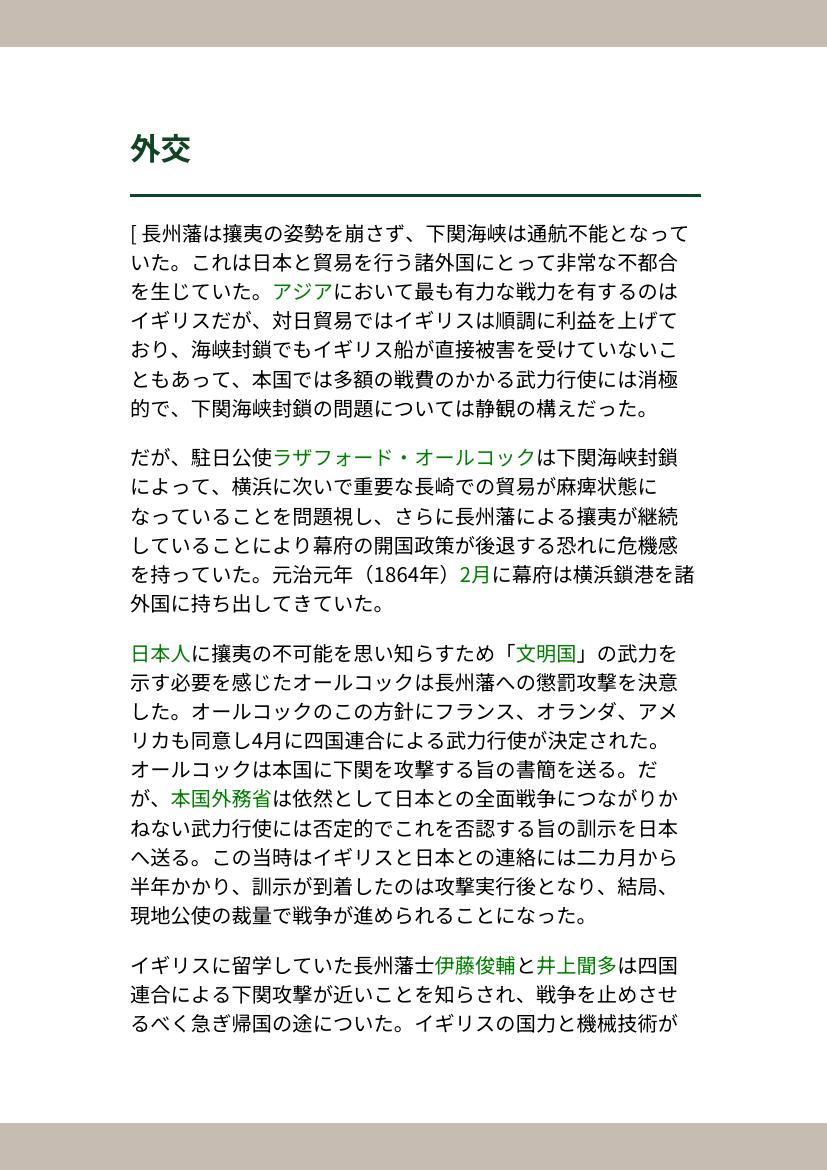 外交
[ 長州藩は攘夷の姿勢を崩さず、下関海峡は通航不能となって
いた。これは日本と貿易を行う諸外国にとって非常な不都合
を生じていた。アジアにおいて最も有力な戦力を有するのは
イギリスだが、対日貿易ではイギリスは順調に利益を上げて
おり、海峡封鎖でもイギリス船が直接被害を受けていないこ
ともあって、本国では多額の戦費のかかる武力行使には消極
的で、下関海峡封鎖の問題については静観の構えだった。
だが、駐日公使ラザフォード・オールコックは下関海峡封鎖
によって、横浜に次いで重要な長崎での貿易が麻痺状態に
なっていることを問題視し、さらに長州藩による攘夷が継続
していることにより幕府の開国政策が後退する恐れに危機感
を持っていた。元治元年（1864年）2月に幕府は横浜鎖港を諸
外国に持ち出してきていた。
日本人に攘夷の不可能を思い知らすため「文明国」の武力を
示す必要を感じたオールコックは長州藩への懲罰攻撃を決意
した。オールコックのこの方針にフランス、オランダ、アメ
リカも同意し4月に四国連合による武力行使が決定された。
オールコックは本国に下関を攻撃する旨の書簡を送る。だ
が、本国外務省は依然として日本との全面戦争につながりか
ねない武力行使には否定的でこれを否認する旨の訓示を日本
へ送る。この当時はイギリスと日本との連絡には二カ月から
半年かかり、訓示が到着したのは攻撃実行後となり、結局、
現地公使の裁量で戦争が進められることになった。
イギリスに留学していた長州藩士伊藤俊輔と井上聞多は四国
連合による下関攻撃が近いことを知らされ、戦争を止めさせ
るべく急ぎ帰国の途についた。イギリスの国力と機械技術が